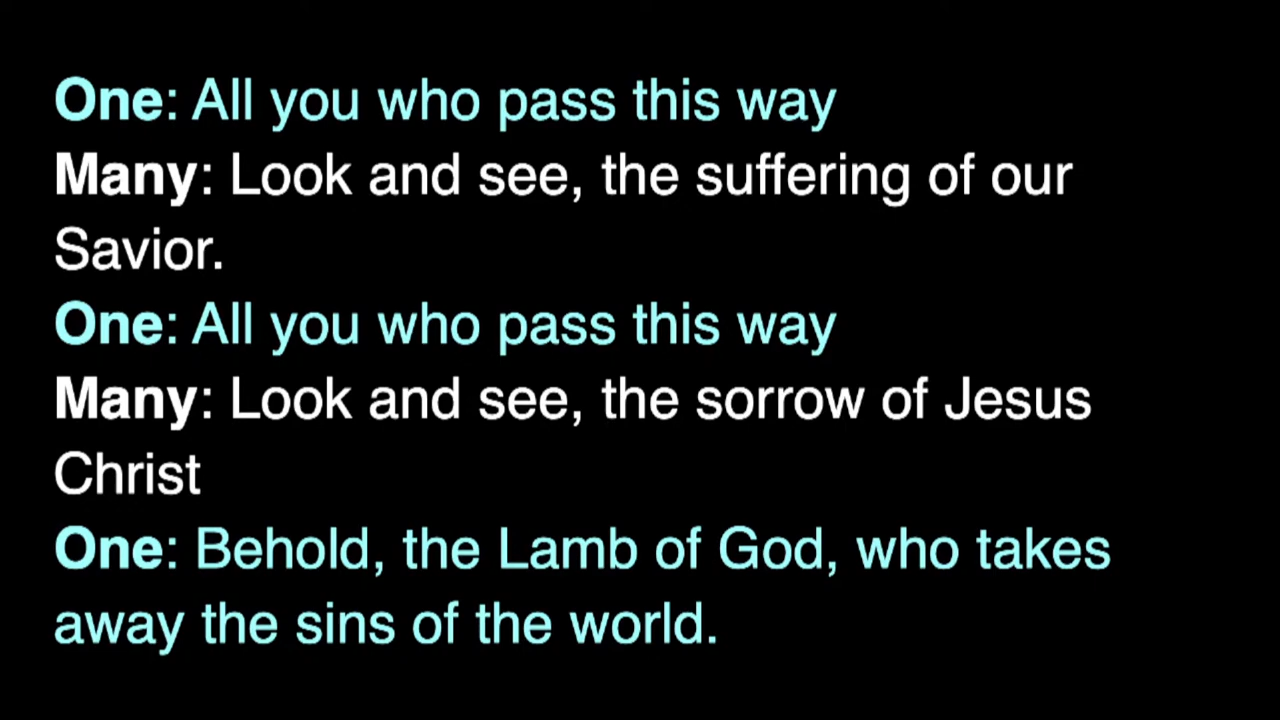 One: All you who pass this way
Many: Look and see, the suffering of our
Savior.
One: All you who pass this way
Many: Look and see, the sorrow of Jesus
Christ
One: Behold, the Lamb of God, who takes
away the sins of the world.